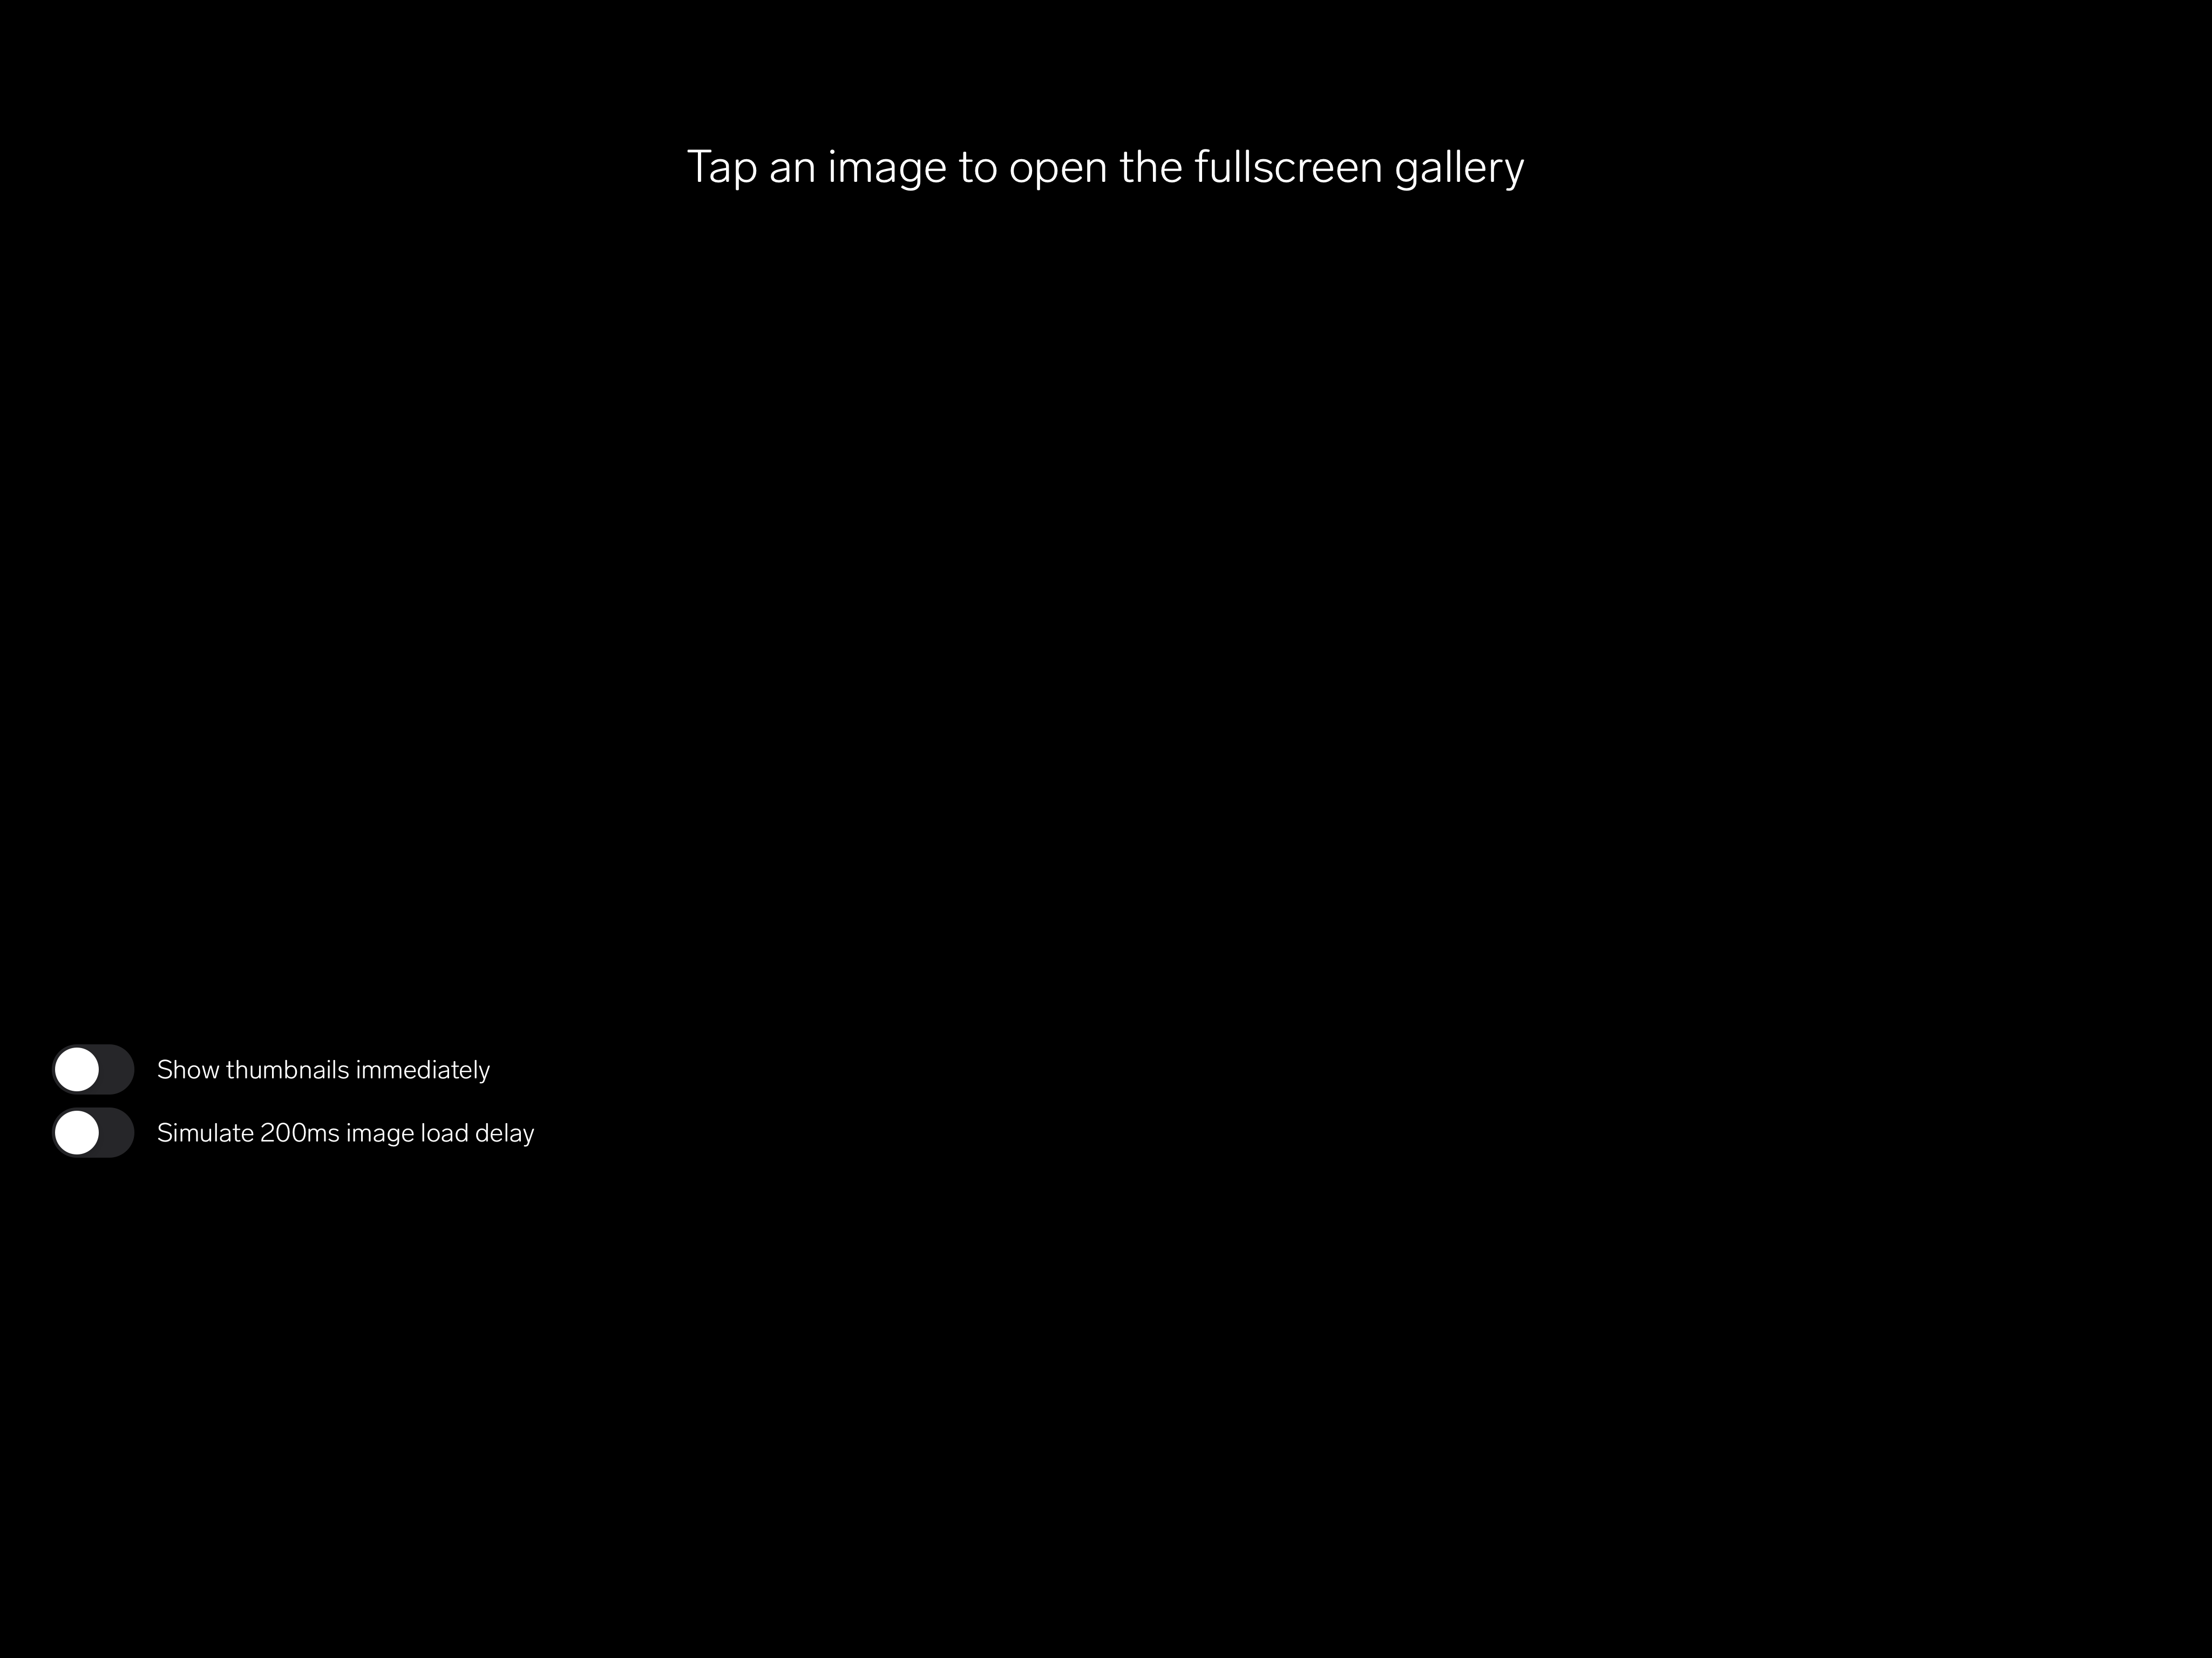 Tap an image to open the fullscreen gallery
Show thumbnails immediately
Simulate 200ms image load delay